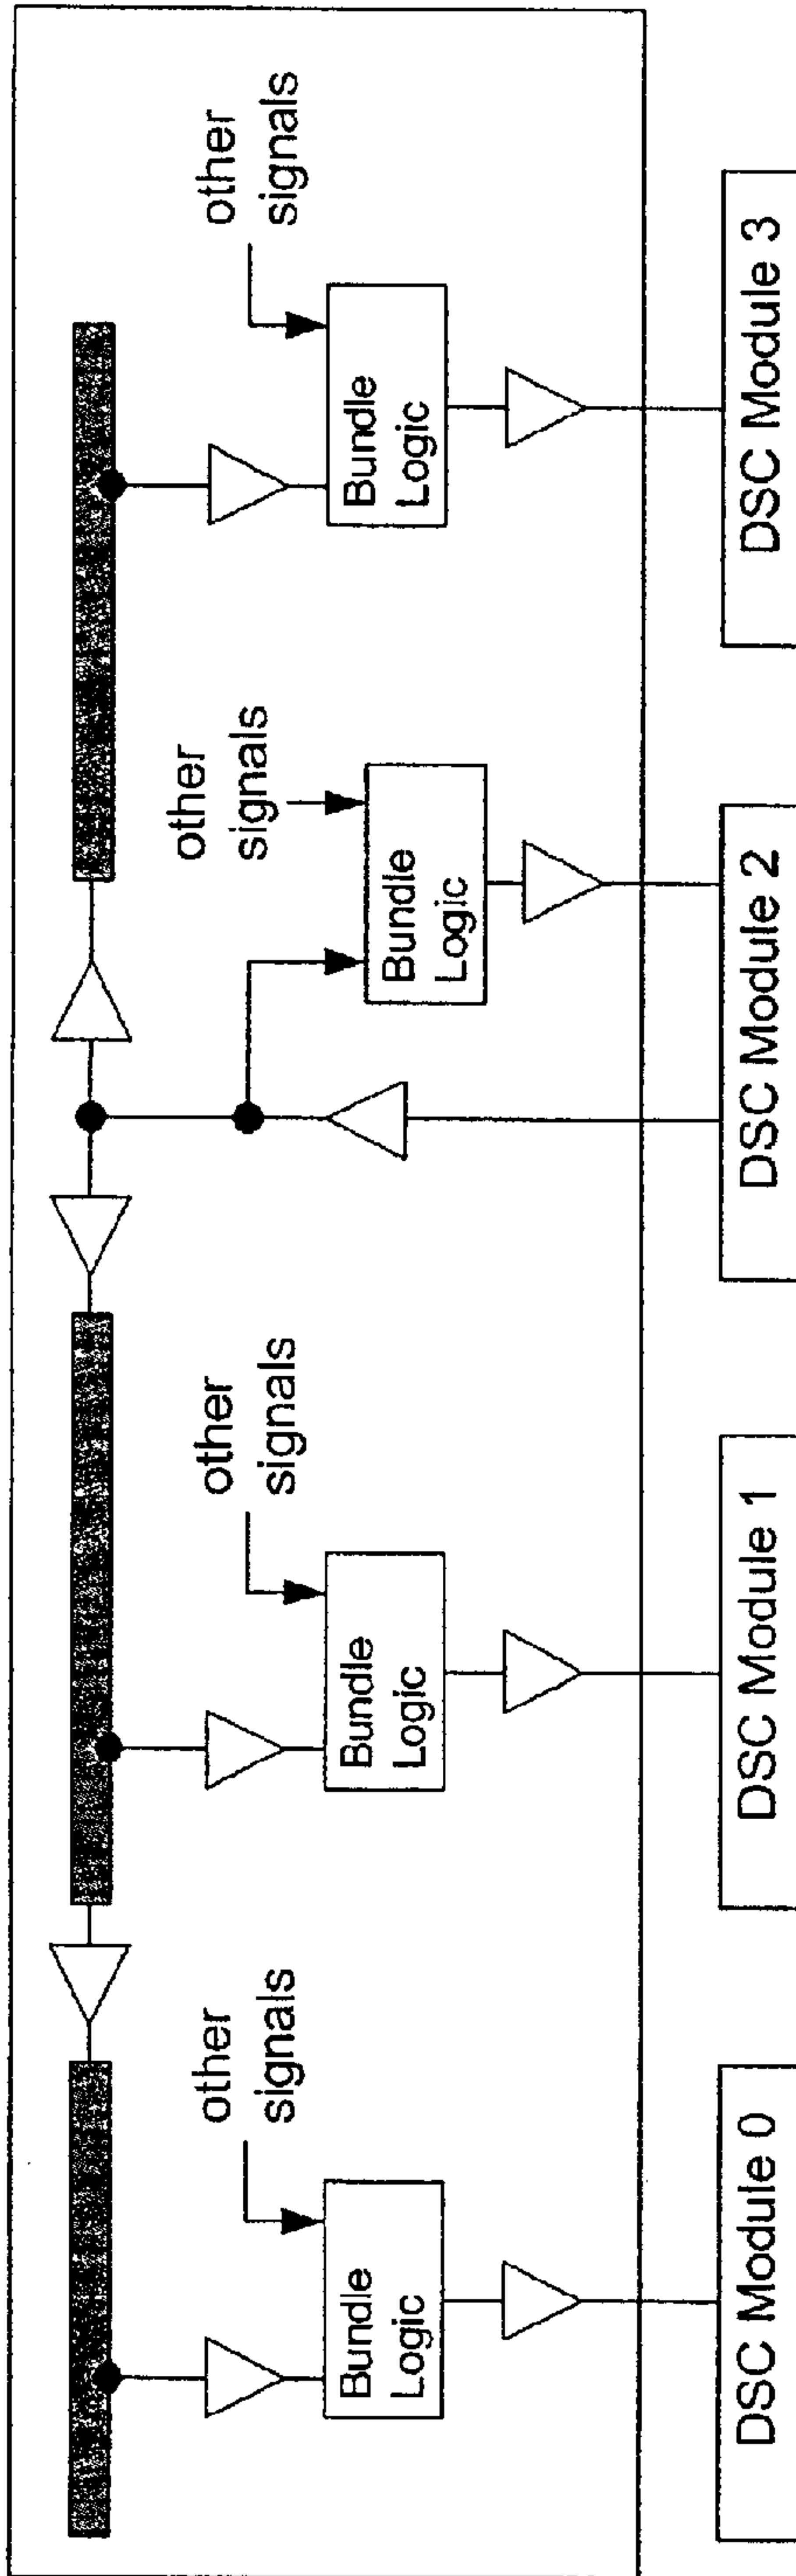 other
signals
Bundle
Logic
DSC Module 0
other
signals
Bundle
Logic
DSC Module 1
other
signals
Bundle
Logic
DSC Module 2
other
signals
Bundle
Logic
DSC Module 3